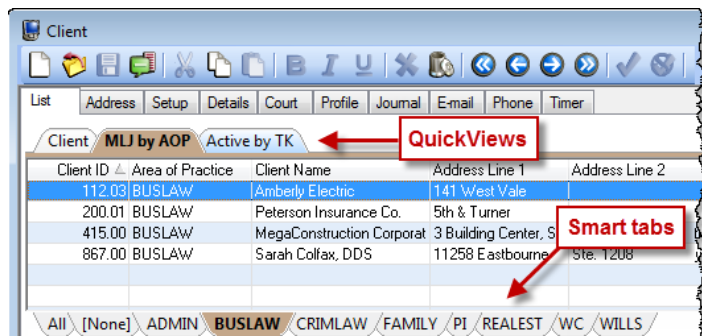 Client
B I U
List Address Setup Details Court Profile Journal E-mail Phone Timer
Client MLJ by AOP Active by TK QuickViews
Client ID Area of Practice Client Name Address Line 1 Address Line 2
112.03 BUSLAW Amberly Electric 141 West Vale
200.01 BUSLAW Peterson Insurance Co. 5th & Turner
415.00 BUSLAW MegaConstruction Corporat 3 Building Center, S
Smart tabs
867.00 BUSLAW Sarah Colfax, DDS 11258 Eastbourne Ste. 1208
All [None] ADMIN BUSLAW CRIMLAW FAMILY PI REALEST WC WILLS